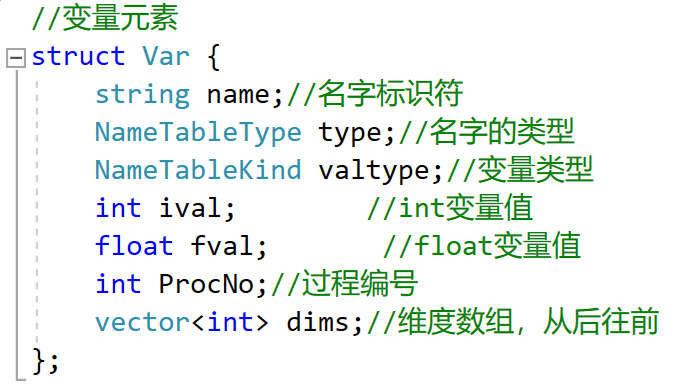 //变量元素
struct Var {
string name;//名字标识符
NameTableType type;//名字的类型
NameTableKind valtype;//变量类型
int ival;        //int变量值
float fval;       //float变量值
int ProcNo;//过程编号
vector<int> dims;//维度数组，从后往前
};